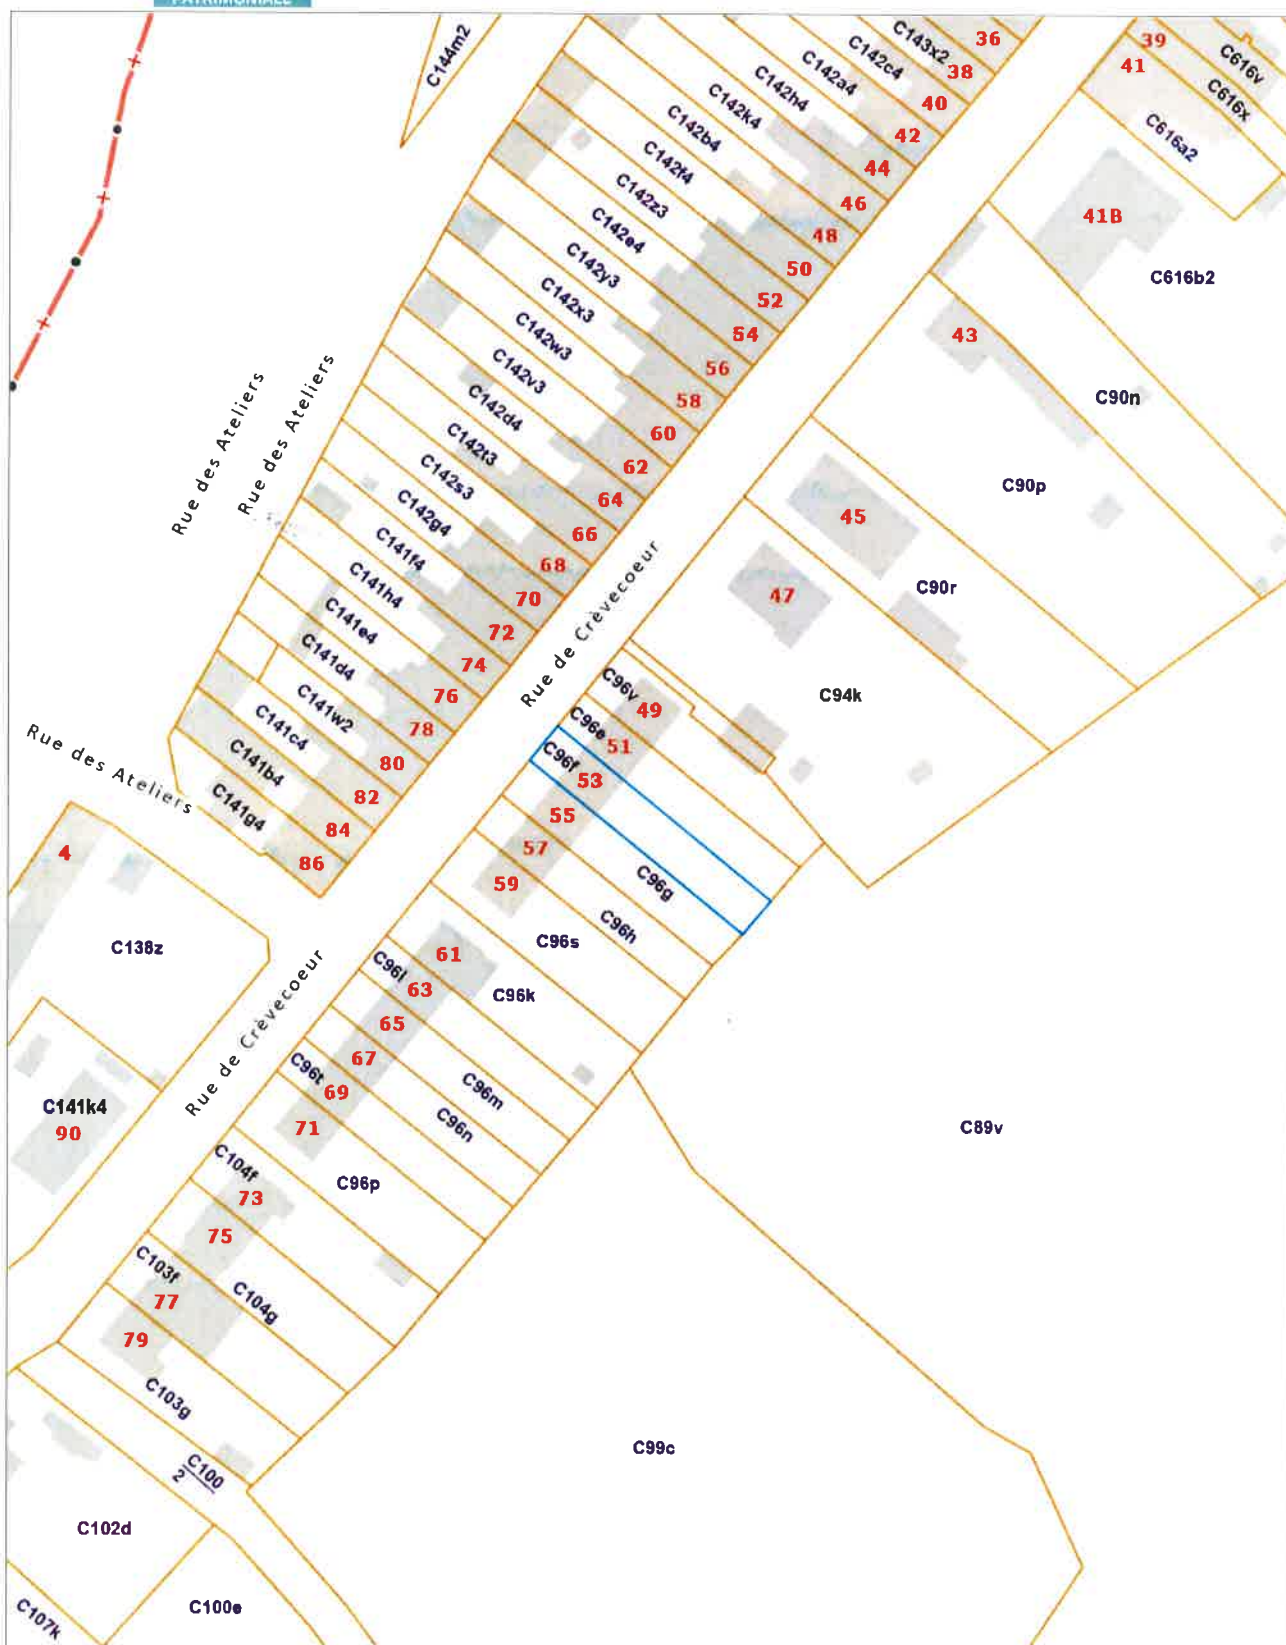 PATRIMONIALE
C144m2
C143x2
36
C142c4
38
C142a4
40
C142h4
42
C142k4
44
C142b4
46
C142f4
48
C142z3
50
C142e4
52
C142y3
54
C142x3
56
C142w3
58
C142v3
60
C142d4
62
C142t3
64
C142s3
66
C142g4
68
C141f4
70
C141h4
72
C141e4
74
C141d4
76
C141w2
78
C141c4
80
C141b4
82
C141g4
84
86
39
41
C616v
C616x
C616a2
41B
C616b2
43
C90n
C90p
45
C90r
47
C94k
Rue des Ateliers
Rue des Ateliers
Rue de Crèvecoeur
Rue des Ateliers
C96v
49
C96e
51
C96f
53
55
57
59
C96g
C96h
C96s
4
C138z
61
C96l
63
C96k
65
67
C96t
69
71
C96m
C96n
C96p
Rue de Crèvecoeur
C141k4
90
C89v
C104f
73
75
C103f
C104g
77
79
C103g
C100
2
C99c
C102d
C100e
C107k